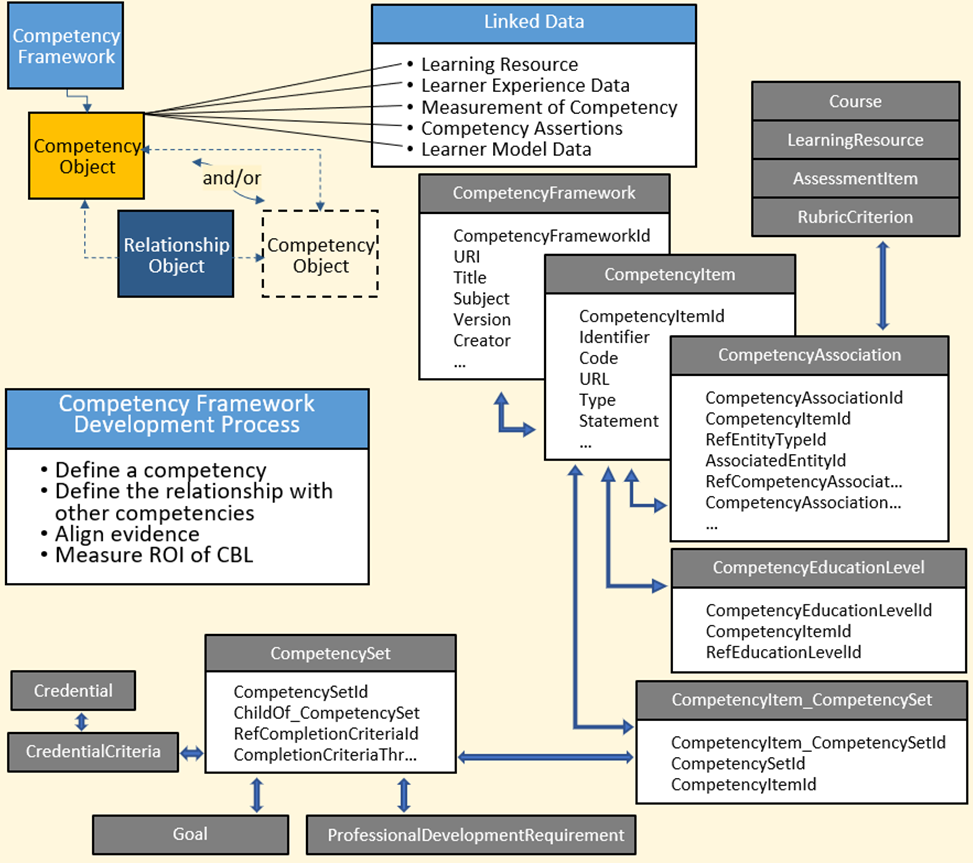 Competency
Framework
Linked Data
• Learning Resource
• Learner Experience Data
• Measurement of Competency
• Competency Assertions
• Learner Model Data
Competency
Object
and/or
Relationship
Object
Competency
Object
Course
LearningResource
AssessmentItem
RubricCriterion
CompetencyFramework
CompetencyFrameworkId
URI
Title
Subject
Version
Creator
...
CompetencyItem
CompetencyItemId
Identifier
Code
URL
Type
Statement
...
CompetencyAssociation
CompetencyAssociationId
CompetencyItemId
RefEntityTypeId
AssociatedEntityId
RefCompetencyAssociat...
CompetencyAssociation...
...
Competency Framework
Development Process
• Define a competency
• Define the relationship with
other competencies
• Align evidence
• Measure ROI of CBL
CompetencyEducationLevel
CompetencyEducationLevelId
CompetencyItemId
RefEducationLevelId
CompetencySet
CompetencySetId
ChildOf_CompetencySet
RefCompletionCriteriaId
CompletionCriteriaThr...
Credential
CredentialCriteria
CompetencyItem_CompetencySet
CompetencyItem_CompetencySetId
CompetencySetId
CompetencyItemId
Goal
ProfessionalDevelopmentRequirement